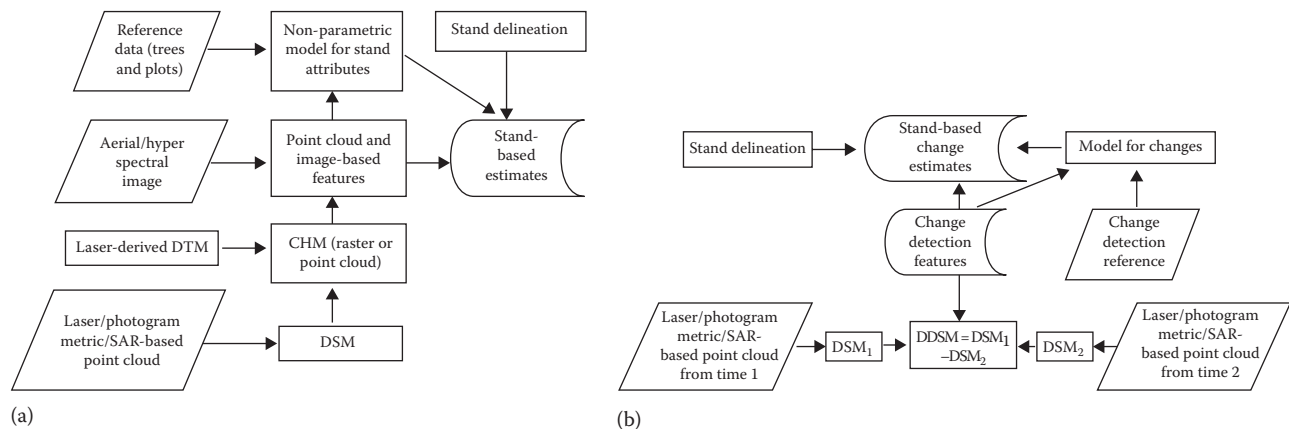 Reference
data (trees
and plots)
Non-parametric
model for stand
attributes
Stand delineation
Aerial/hyper
spectral
image
Point cloud and
image-based
features
Stand-
based
estimates
Laser-derived DTM
CHM (raster or
point cloud)
Laser/photogram
metric/SAR-based
point cloud
DSM
(a)
Stand delineation
Stand-based
change
estimates
Model for changes
Change
detection
features
Change
detection
reference
Laser/photogram
metric/SAR-
based point cloud
from time 1
DSM₁
DDSM = DSM₁
–DSM₂
DSM₂
Laser/photogram
metric/SAR-
based point cloud
from time 2
(b)